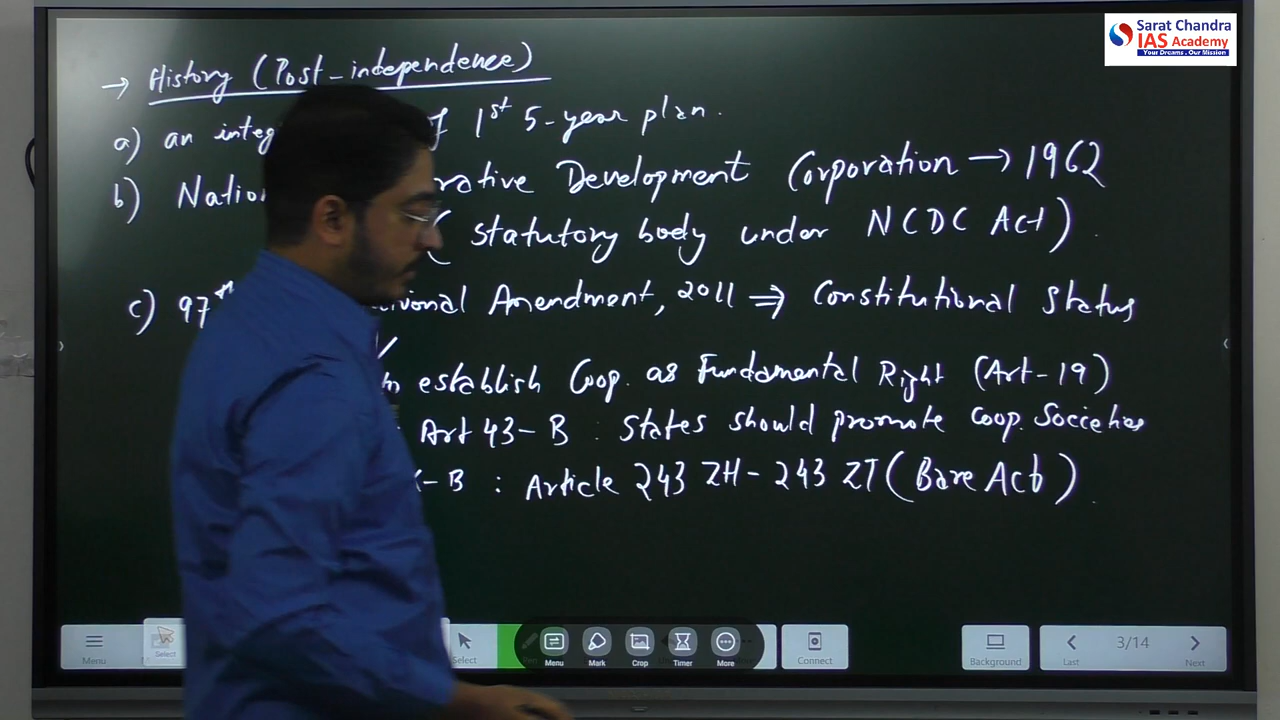 Sarat Chandra
IAS Academy
Your Dreams . Our Mission
→ History (Post-independence)
a) an integ f 1st 5-year plan.
b) Nation rative Development Corporation → 1962
( statutory body under NCDC Act)
c) 97th utional Amendment, 2011 ⇒ Constitutional Status
establish Coop. as Fundamental Right (Art-19)
: Art 43-B : States should promote coop. Societies
X-B : Article 243 ZH - 243 ZT (Bare Act)
Menu Select Select Menu Mark Crop Timer More Connect Background Last 3/14 Next